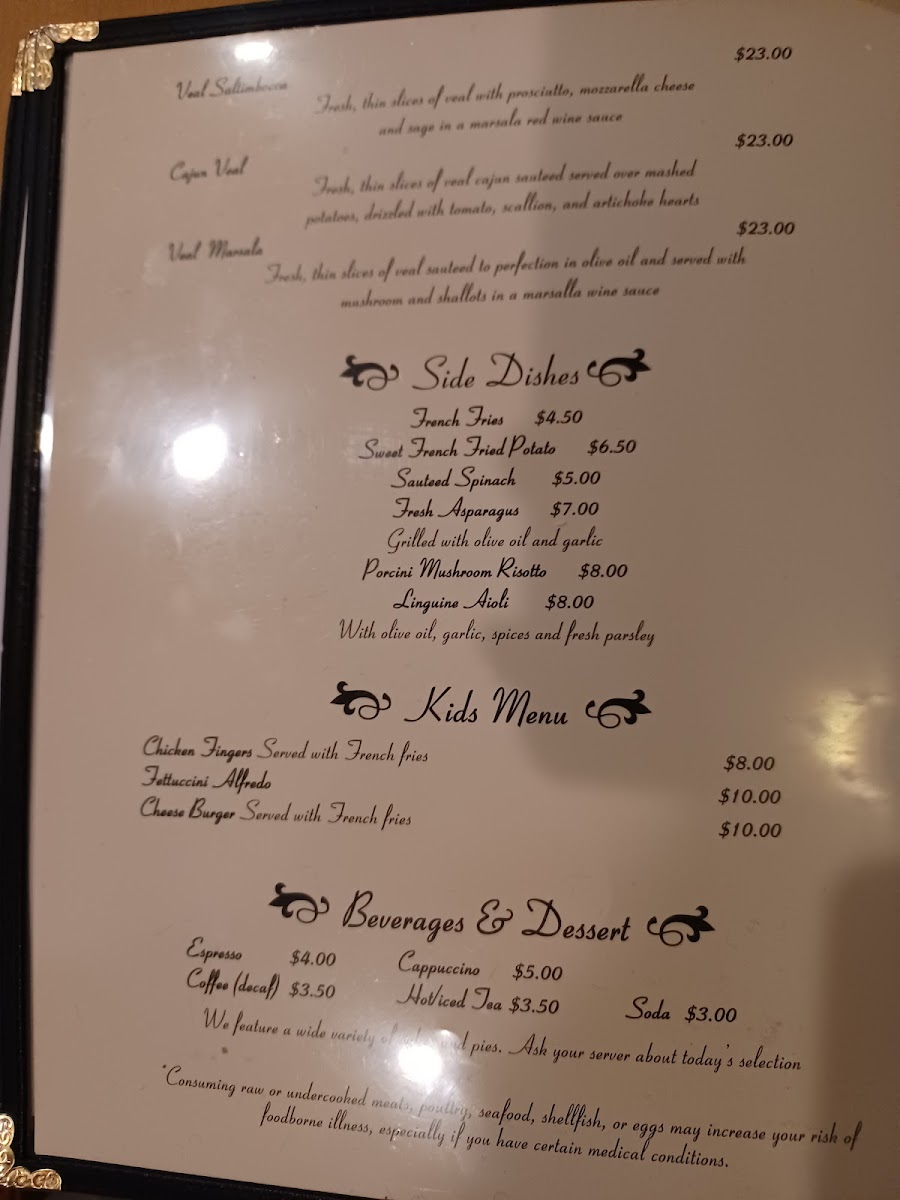 $23.00
Veal Saltimbocca
Fresh, thin slices of veal with prosciutto, mozzarella cheese
and sage in a marsala red wine sauce
$23.00
Cajun Veal
Fresh, thin slices of veal cajun sauteed served over mashed
potatoes, drizzled with tomato, scallion, and artichoke hearts
$23.00
Veal Marsala
Fresh, thin slices of veal sauteed to perfection in olive oil and served with
mushroom and shallots in a marsalla wine sauce
Side Dishes
French Fries $4.50
Sweet French Fried Potato $6.50
Sauteed Spinach $5.00
Fresh Asparagus $7.00
Grilled with olive oil and garlic
Porcini Mushroom Risotto $8.00
Linguine Aioli $8.00
With olive oil, garlic, spices and fresh parsley
Kids Menu
Chicken Fingers Served with French fries $8.00
Fettuccini Alfredo $10.00
Cheese Burger Served with French fries $10.00
Beverages & Dessert
Espresso $4.00 Cappuccino $5.00
Coffee (decaf) $3.50 Hot/iced Tea $3.50 Soda $3.00
We feature a wide variety of and pies. Ask your server about today's selection
*Consuming raw or undercooked meats, poultry, seafood, shellfish, or eggs may increase your risk of
foodborne illness, especially if you have certain medical conditions.